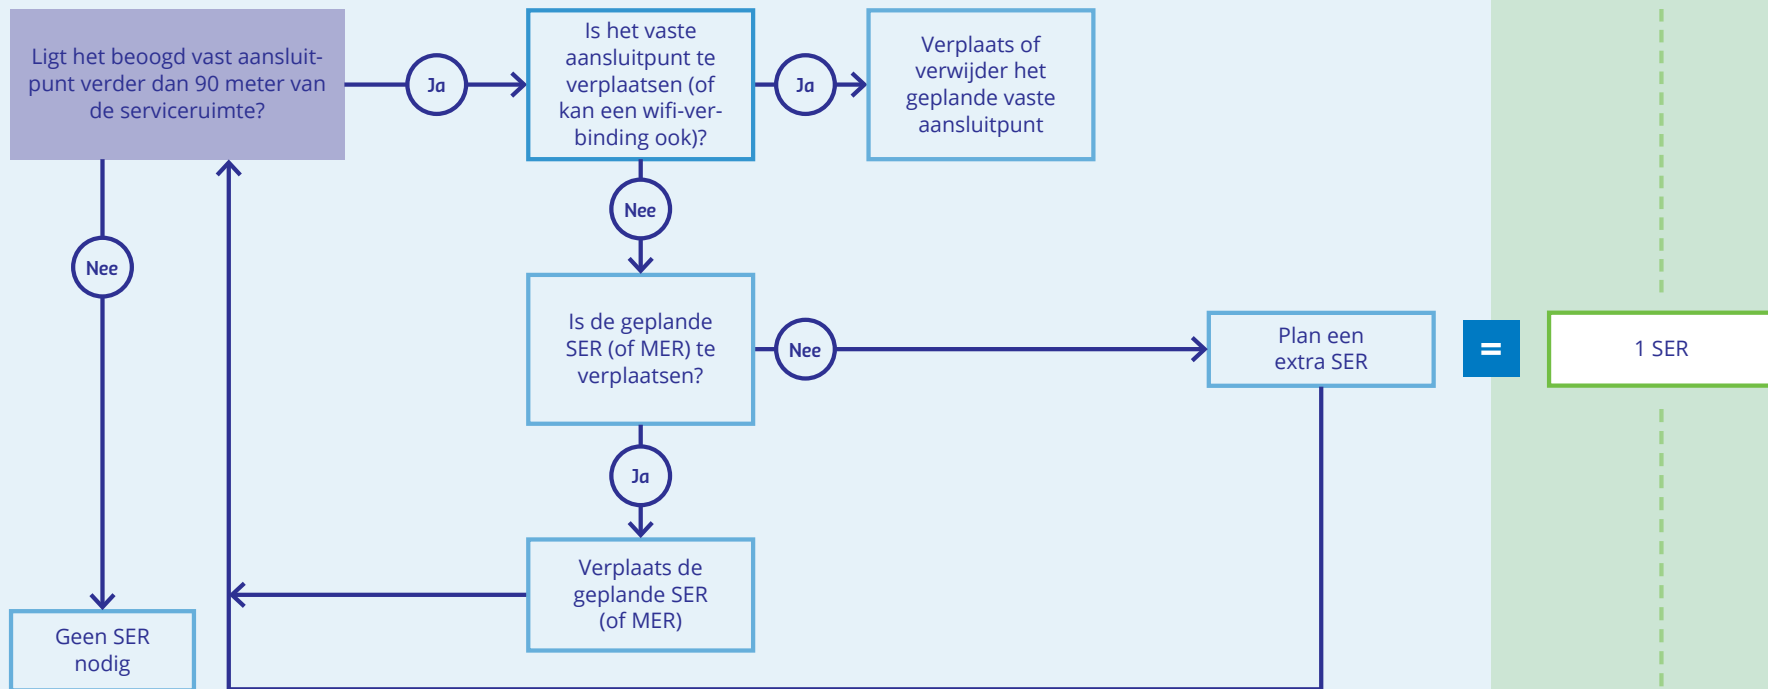 Ligt het beoogd vast aansluit-
punt verder dan 90 meter van
de serviceruimte?
Ja
Is het vaste
aansluitpunt te
verplaatsen (of
kan een wifi-ver-
binding ook)?
Ja
Verplaats of
verwijder het
geplande vaste
aansluitpunt
Nee
Nee
Is de geplande
SER (of MER) te
verplaatsen?
Nee
Plan een
extra SER
=
1 SER
Ja
Verplaats de
geplande SER
(of MER)
Geen SER
nodig